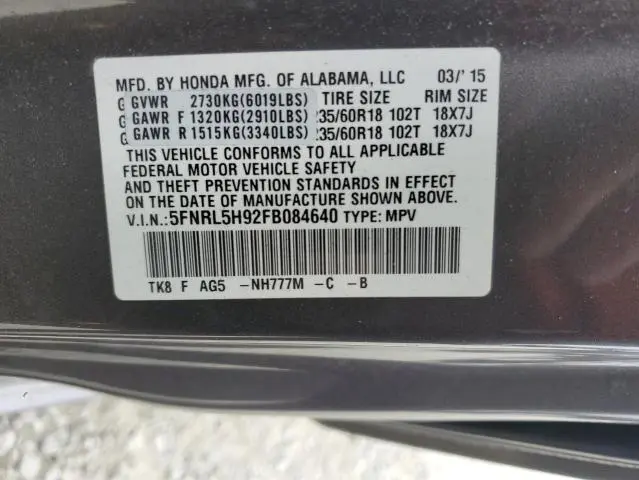 MFD. BY HONDA MFG. OF ALABAMA, LLC 03/'15
G GVWR 2730KG(6019LBS) TIRE SIZE RIM SIZE
G GAWR F 1320KG(2910LBS) 235/60R18 102T 18X7J
G GAWR R 1515KG(3340LBS) 235/60R18 102T 18X7J
THIS VEHICLE CONFORMS TO ALL APPLICABLE
FEDERAL MOTOR VEHICLE SAFETY
AND THEFT PREVENTION STANDARDS IN EFFECT
ON THE DATE OF MANUFACTURE SHOWN ABOVE.
V.I.N.:5FNRL5H92FB084640 TYPE: MPV
TK8 F AG5 -NH777M -C -B